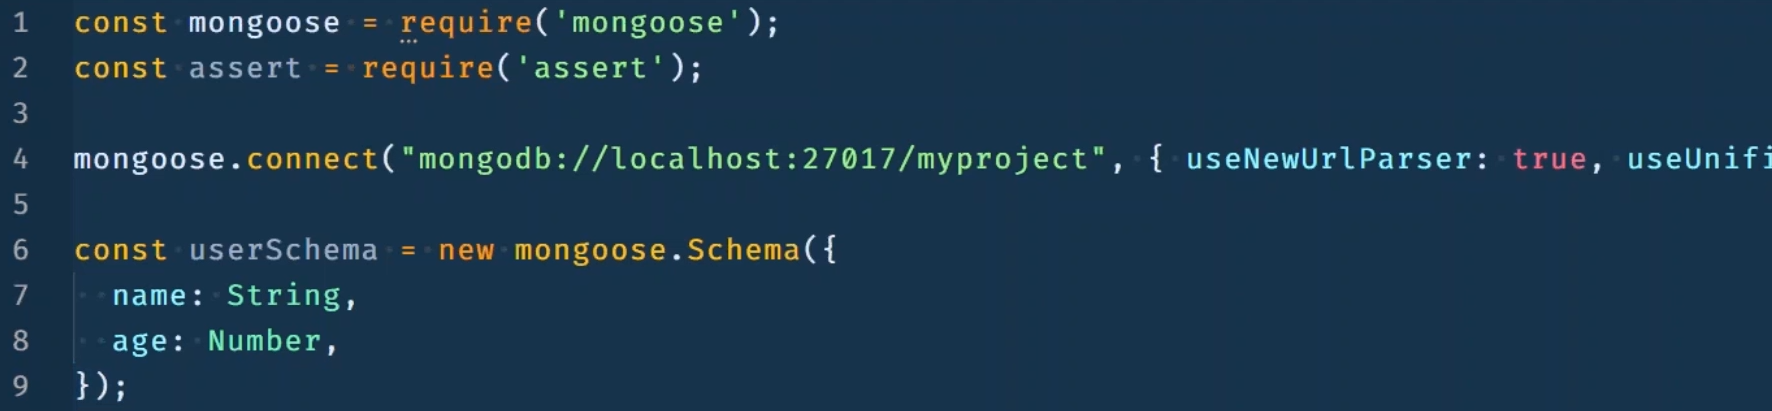 1 const mongoose = require('mongoose');
2 const assert = require('assert');
3
4 mongoose.connect("mongodb://localhost:27017/myproject", { useNewUrlParser: true, useUnifi
5
6 const userSchema = new mongoose.Schema({
7   name: String,
8   age: Number,
9 });